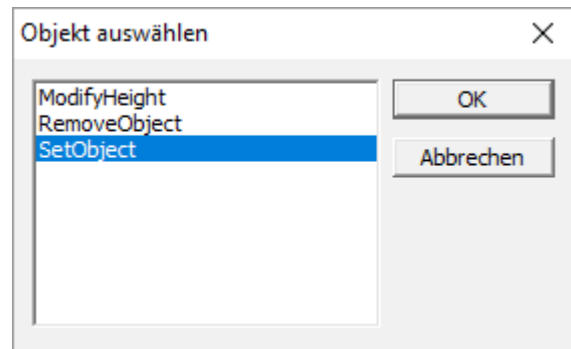 Objekt auswählen
ModifyHeight
RemoveObject
SetObject
OK
Abbrechen